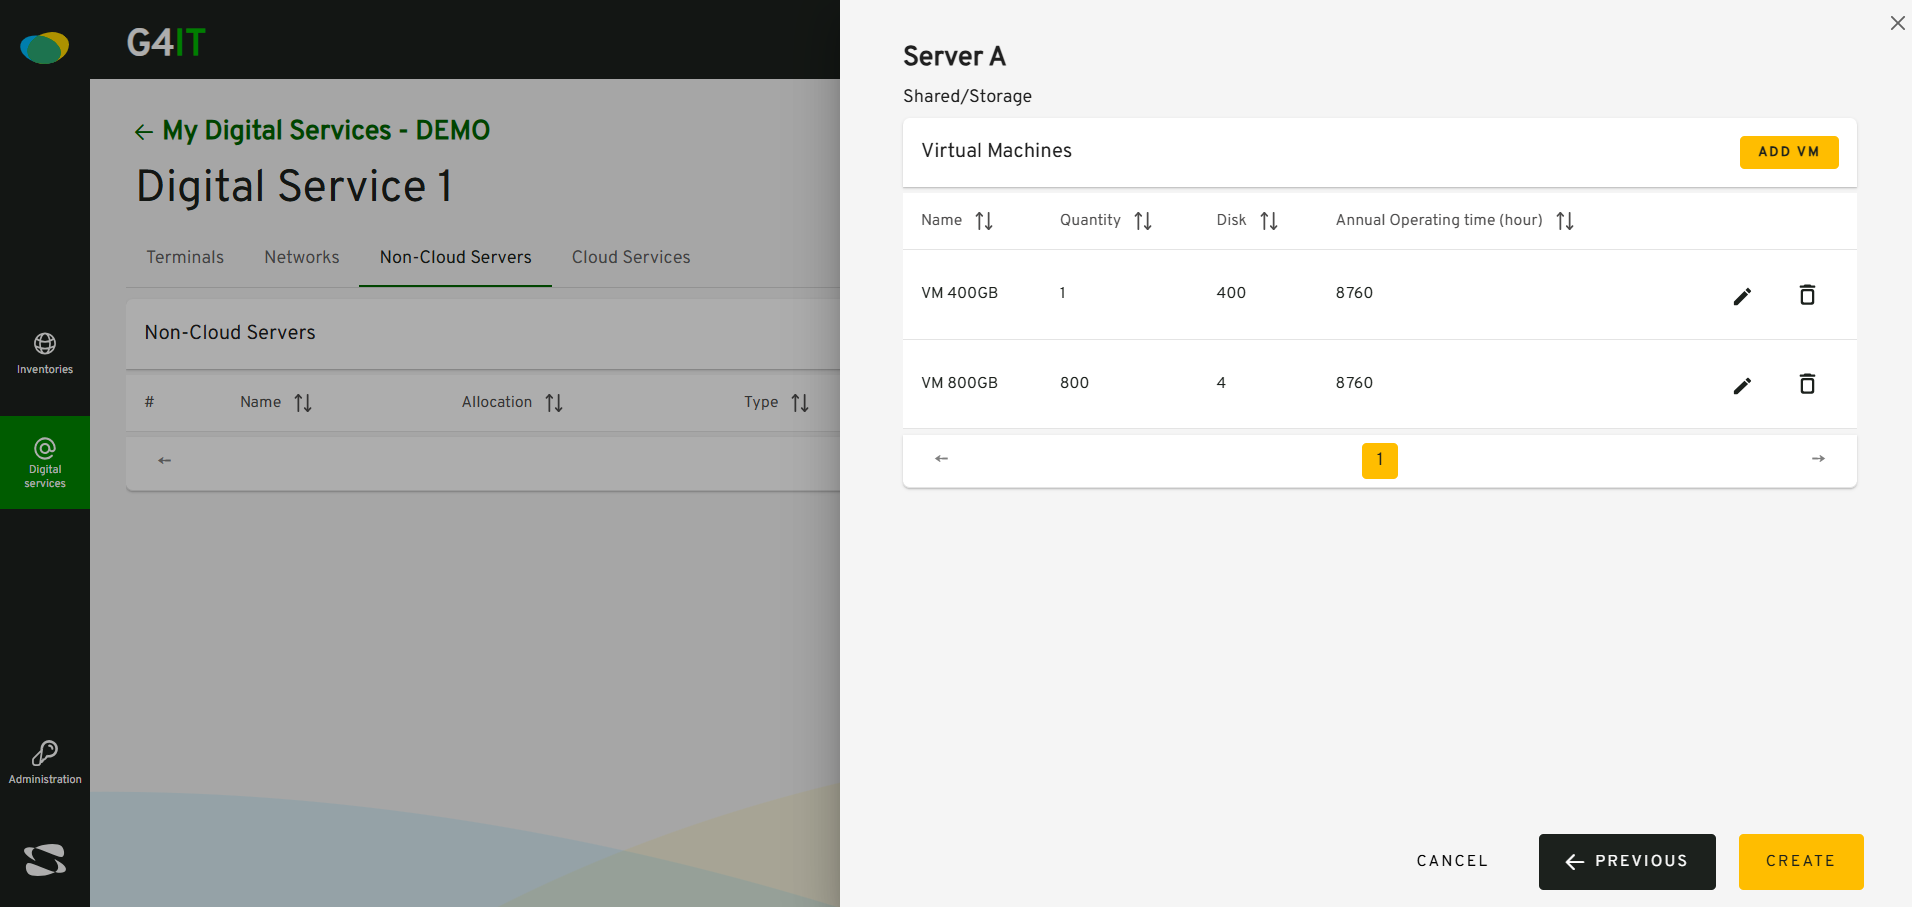 G4IT
My Digital Services - DEMO
Digital Service 1
Terminals Networks Non-Cloud Servers Cloud Services
Non-Cloud Servers
# Name Allocation Type
Inventories
Digital
services
Administration
Server A
Shared/Storage
Virtual Machines ADD VM
Name Quantity Disk Annual Operating time (hour)
VM 400GB 1 400 8760
VM 800GB 800 4 8760
1
CANCEL PREVIOUS CREATE